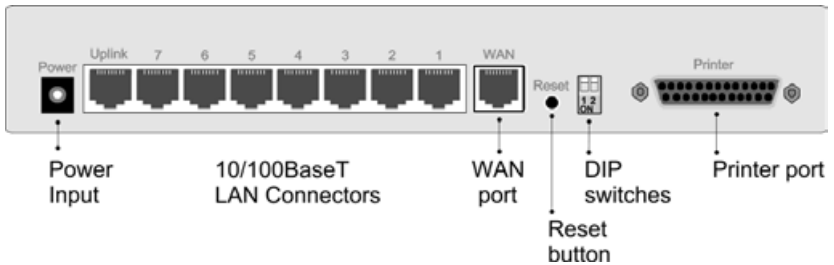 Power
Uplink 7 6 5 4 3 2 1
WAN
Reset
1 2
ON
Printer
Power
Input
10/100BaseT
LAN Connectors
WAN
port
Reset
button
DIP
switches
Printer port